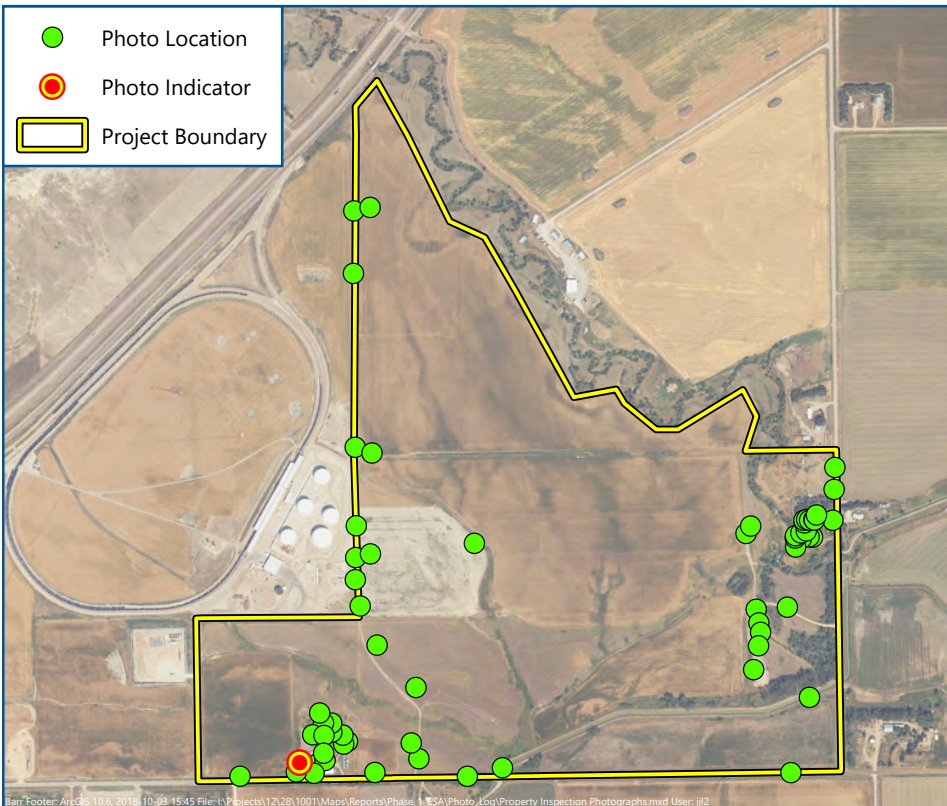 Photo Location
Photo Indicator
Project Boundary
Barr Footer: ArcGIS 10.6, 2018-10-03 15:45 File: I:\Projects\12\28\1001\Maps\Reports\Phase_I_ESA\Photo_Log\Property Inspection Photographs.mxd User: jjl2